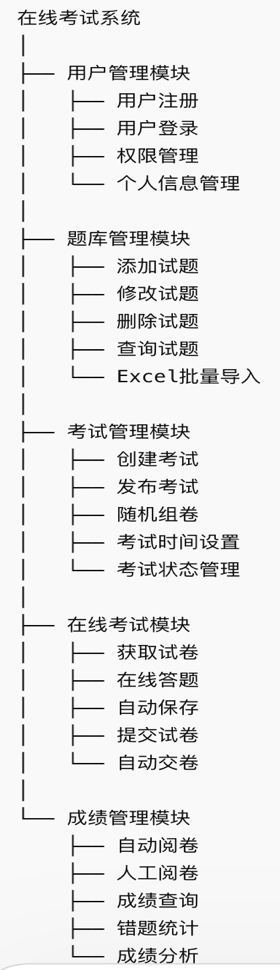 在线考试系统
│
├── 用户管理模块
│   ├── 用户注册
│   ├── 用户登录
│   ├── 权限管理
│   └── 个人信息管理
│
├── 题库管理模块
│   ├── 添加试题
│   ├── 修改试题
│   ├── 删除试题
│   ├── 查询试题
│   └── Excel批量导入
│
├── 考试管理模块
│   ├── 创建考试
│   ├── 发布考试
│   ├── 随机组卷
│   ├── 考试时间设置
│   └── 考试状态管理
│
├── 在线考试模块
│   ├── 获取试卷
│   ├── 在线答题
│   ├── 自动保存
│   ├── 提交试卷
│   └── 自动交卷
│
└── 成绩管理模块
    ├── 自动阅卷
    ├── 人工阅卷
    ├── 成绩查询
    ├── 错题统计
    └── 成绩分析